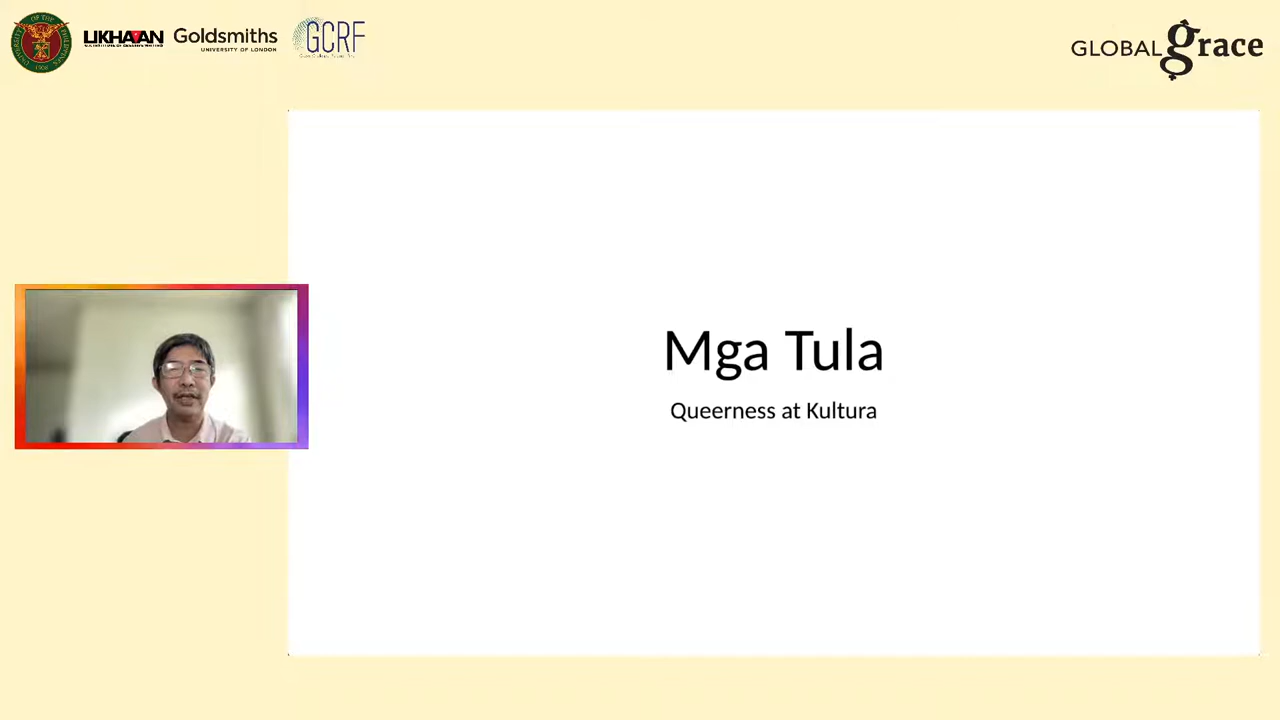 LIKHAAN
Goldsmiths
UNIVERSITY OF LONDON
GCRF
GLOBAL grace
Mga Tula
Queerness at Kultura